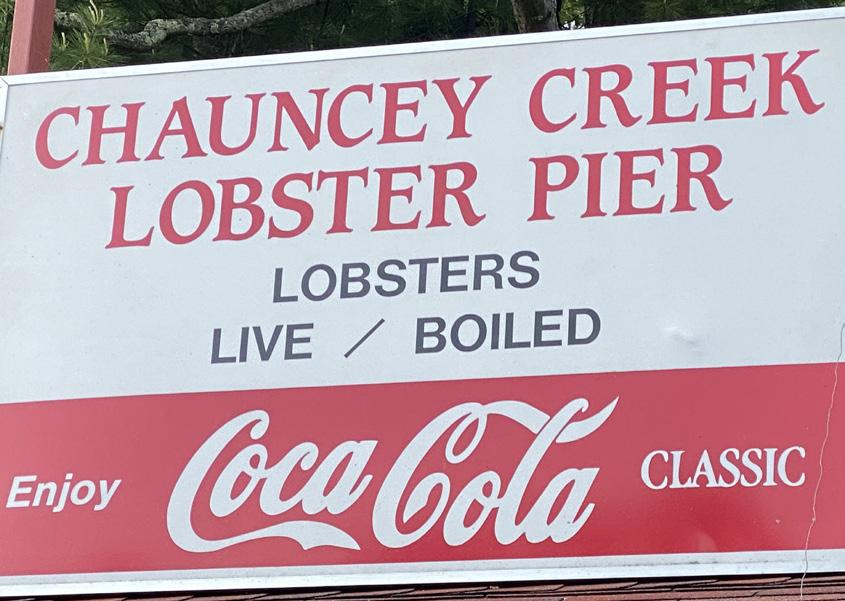 CHAUNCEY CREEK
LOBSTER PIER
LOBSTERS
LIVE / BOILED
Enjoy Coca-Cola CLASSIC